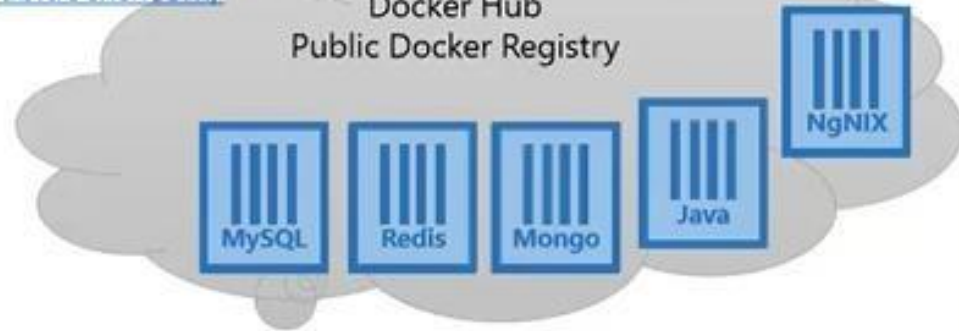 Docker Hub
Public Docker Registry
NgNIX
Java
MySQL
Redis
Mongo